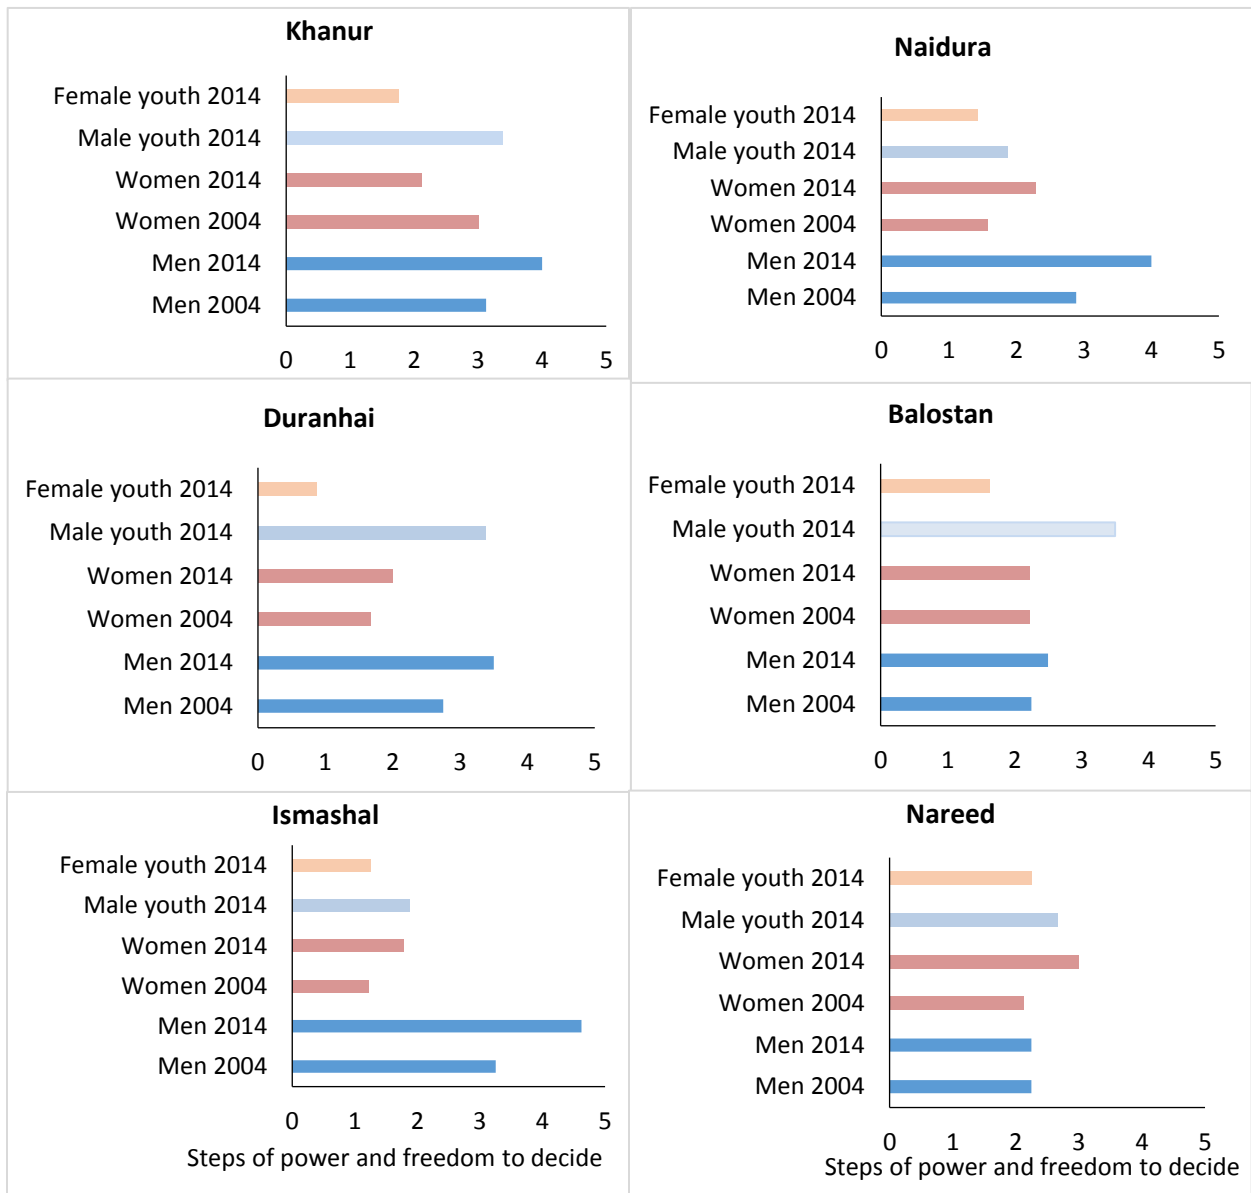 Khanur
Female youth 2014
Male youth 2014
Women 2014
Women 2004
Men 2014
Men 2004
0 1 2 3 4 5
Naidura
Female youth 2014
Male youth 2014
Women 2014
Women 2004
Men 2014
Men 2004
0 1 2 3 4 5
Duranhai
Female youth 2014
Male youth 2014
Women 2014
Women 2004
Men 2014
Men 2004
0 1 2 3 4 5
Balostan
Female youth 2014
Male youth 2014
Women 2014
Women 2004
Men 2014
Men 2004
0 1 2 3 4 5
Ismashal
Female youth 2014
Male youth 2014
Women 2014
Women 2004
Men 2014
Men 2004
0 1 2 3 4 5
Steps of power and freedom to decide
Nareed
Female youth 2014
Male youth 2014
Women 2014
Women 2004
Men 2014
Men 2004
0 1 2 3 4 5
Steps of power and freedom to decide